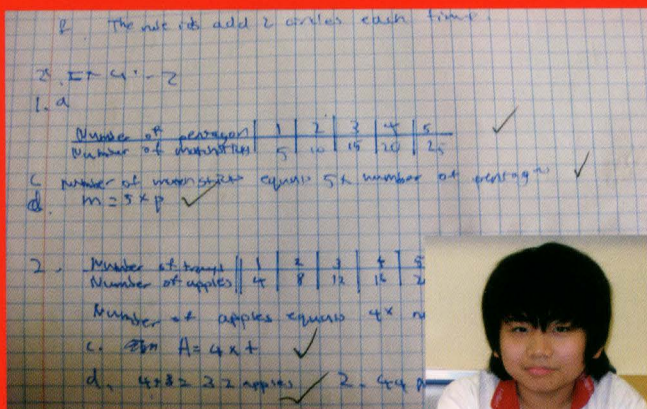 The rule is add 2 circles each time.
1. a
Number of pentagon 1 2 3 4 5
Number of matchsticks 5 10 15 20 25
c number of matchsticks equals 5x number of pentagon
d. m = 5 x p
2. Number of trays 1 2 3 4 5
Number of apples 4 8 12 16
Number of apples equals 4x
c. A = 4 x t
d. 4 x 8 = 32 apples 2. 44